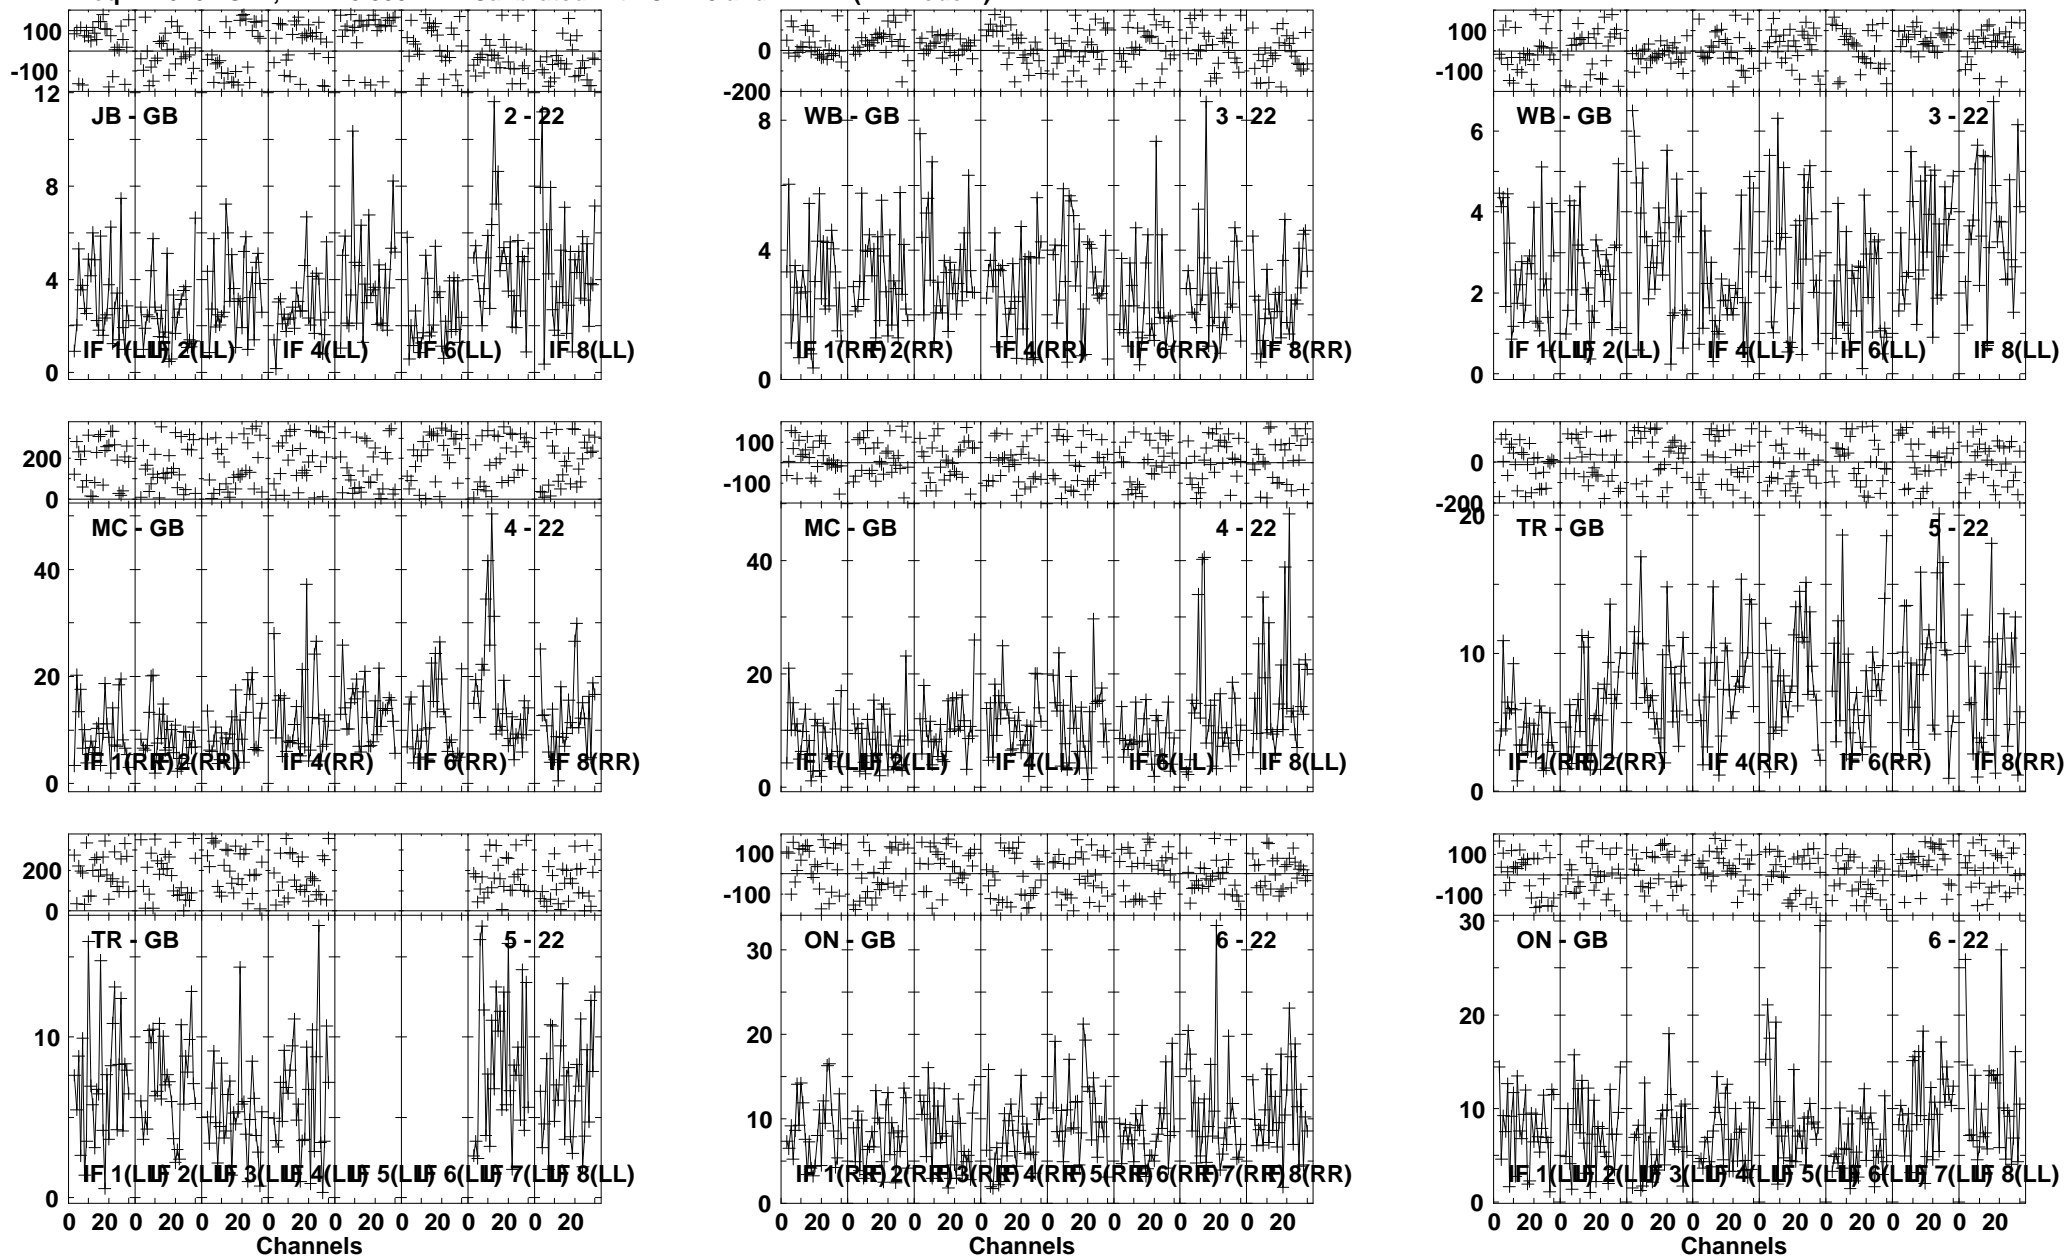 100 100
0 100
-100 -200 -100
12
JB - GB 2 - 22 WB - GB 3 - 22 WB - GB 3 - 22
8 8 6
4 4 4
2
0 0 0
IF 1(LL) IF 2(LL) IF 4(LL) IF 6(LL) IF 8(LL)
IF 1(RR) IF 2(RR) IF 4(RR) IF 6(RR) IF 8(RR)
IF 1(LL) IF 2(LL) IF 4(LL) IF 6(LL) IF 8(LL)
200 100 0
0 -100 -200
20
MC - GB 4 - 22 MC - GB 4 - 22 TR - GB 5 - 22
40 40 10
20 20
0 0 0
IF 1(RR) IF 2(RR) IF 4(RR) IF 6(RR) IF 8(RR)
IF 1(LL) IF 2(LL) IF 4(LL) IF 6(LL) IF 8(LL)
IF 1(RR) IF 2(RR) IF 4(RR) IF 6(RR) IF 8(RR)
200 100 100
0 -100 -100
TR - GB 5 - 22 ON - GB 6 - 22 ON - GB 6 - 22
30 30
10 20 20
10 10
0 0 0
IF 1(LL) IF 2(LL) IF 3(LL) IF 4(LL) IF 5(LL) IF 6(LL) IF 7(LL) IF 8(LL)
IF 1(RR) IF 2(RR) IF 3(RR) IF 4(RR) IF 5(RR) IF 6(RR) IF 7(RR) IF 8(RR)
IF 1(LL) IF 2(LL) IF 3(LL) IF 4(LL) IF 5(LL) IF 6(LL) IF 7(LL) IF 8(LL)
0 20 0 20 0 20 0 20 0 20 0 20 0 20 0 20
0 20 0 20 0 20 0 20 0 20 0 20 0 20 0 20
0 20 0 20 0 20 0 20 0 20 0 20 0 20 0 20
Channels Channels Channels